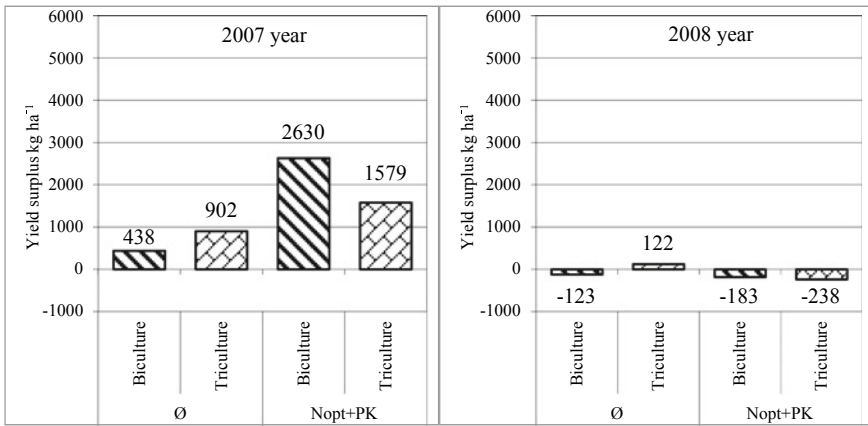 2007 year
Yield surplus kg ha⁻¹
6000
5000
4000
3000
2000
1000
0
-1000
438
902
2630
1579
Biculture
Triculture
Biculture
Triculture
Ø
Nopt+PK
2008 year
Yield surplus kg ha⁻¹
6000
5000
4000
3000
2000
1000
0
-1000
-123
122
-183
-238
Biculture
Triculture
Biculture
Triculture
Ø
Nopt+PK